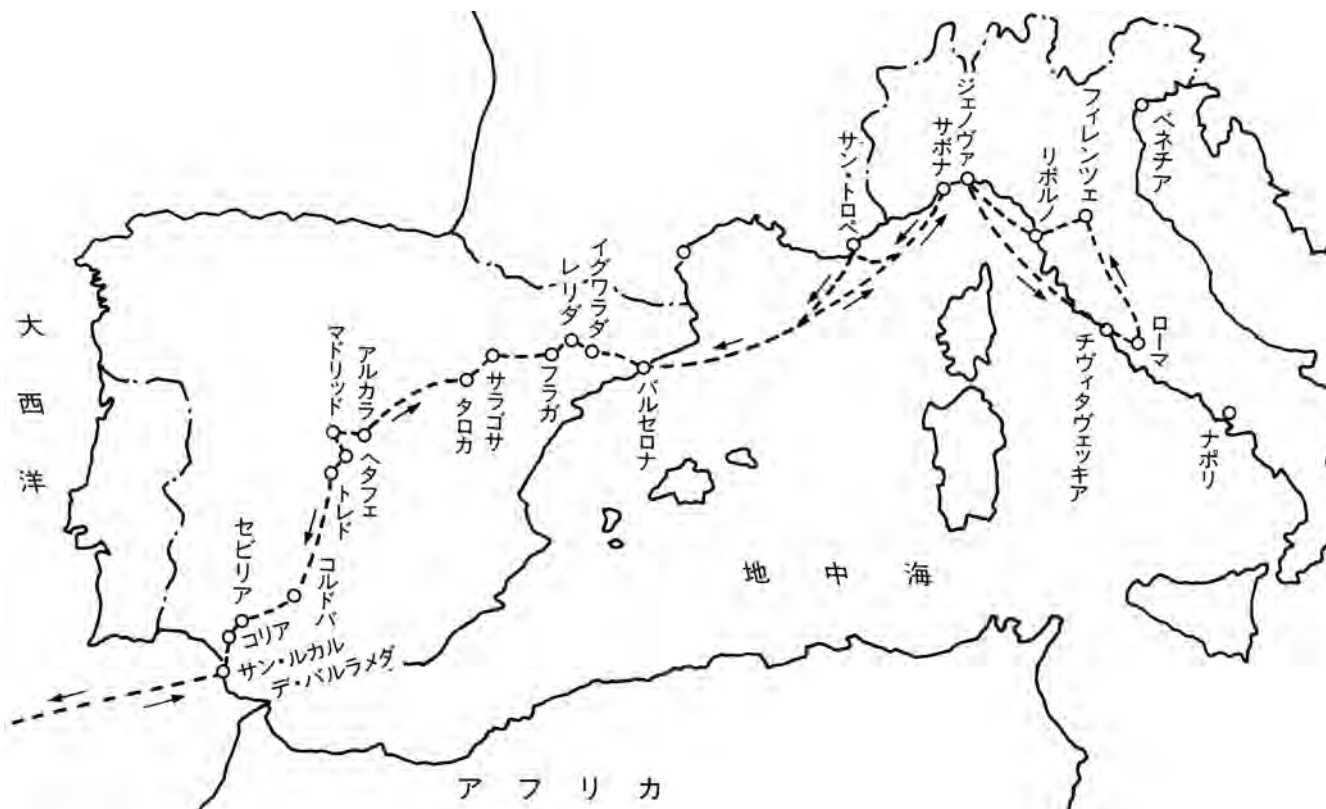 大西洋
地中海
アフリカ
サン・ルカル
デ・バルラメダ
コリア
セビリア
コルドバ
トレド
ヘタフェ
マドリッド
アルカラ
タロカ
サラゴサ
フラガ
レリダ
イグワラダ
バルセロナ
サン・トロペ
サボナ
ジェノヴァ
リボルノ
フィレンツェ
ベネチア
ローマ
チヴィタヴェッキア
ナポリ